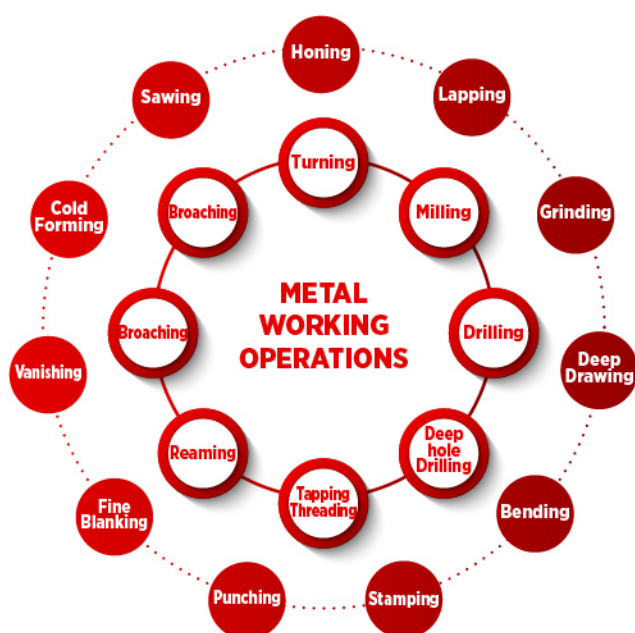 Honing
Lapping
Grinding
Deep
Drawing
Bending
Stamping
Punching
Fine
Blanking
Vanishing
Cold
Forming
Sawing
Turning
Milling
Drilling
Deep
hole
Drilling
Tapping
Threading
Reaming
Broaching
Broaching
METAL
WORKING
OPERATIONS